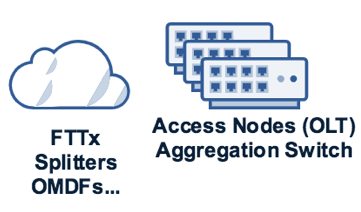 FTTx
Splitters
OMDFs...
Access Nodes (OLT)
Aggregation Switch